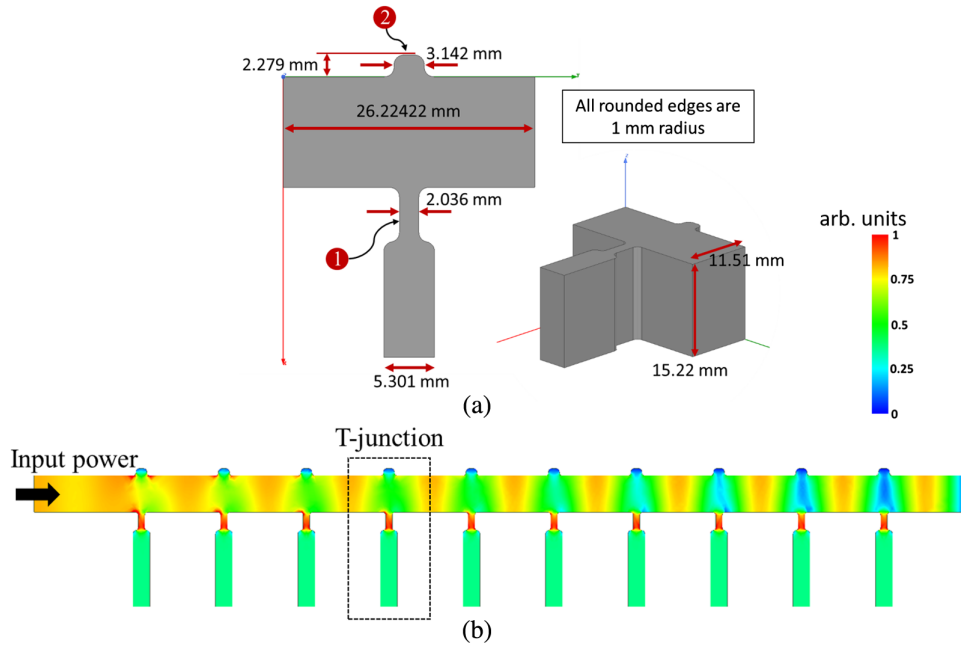 2
2.279 mm
3.142 mm
26.22422 mm
All rounded edges are
1 mm radius
2.036 mm
1
5.301 mm
11.51 mm
15.22 mm
arb. units
1
0.75
0.5
0.25
0
(a)
T-junction
Input power
(b)